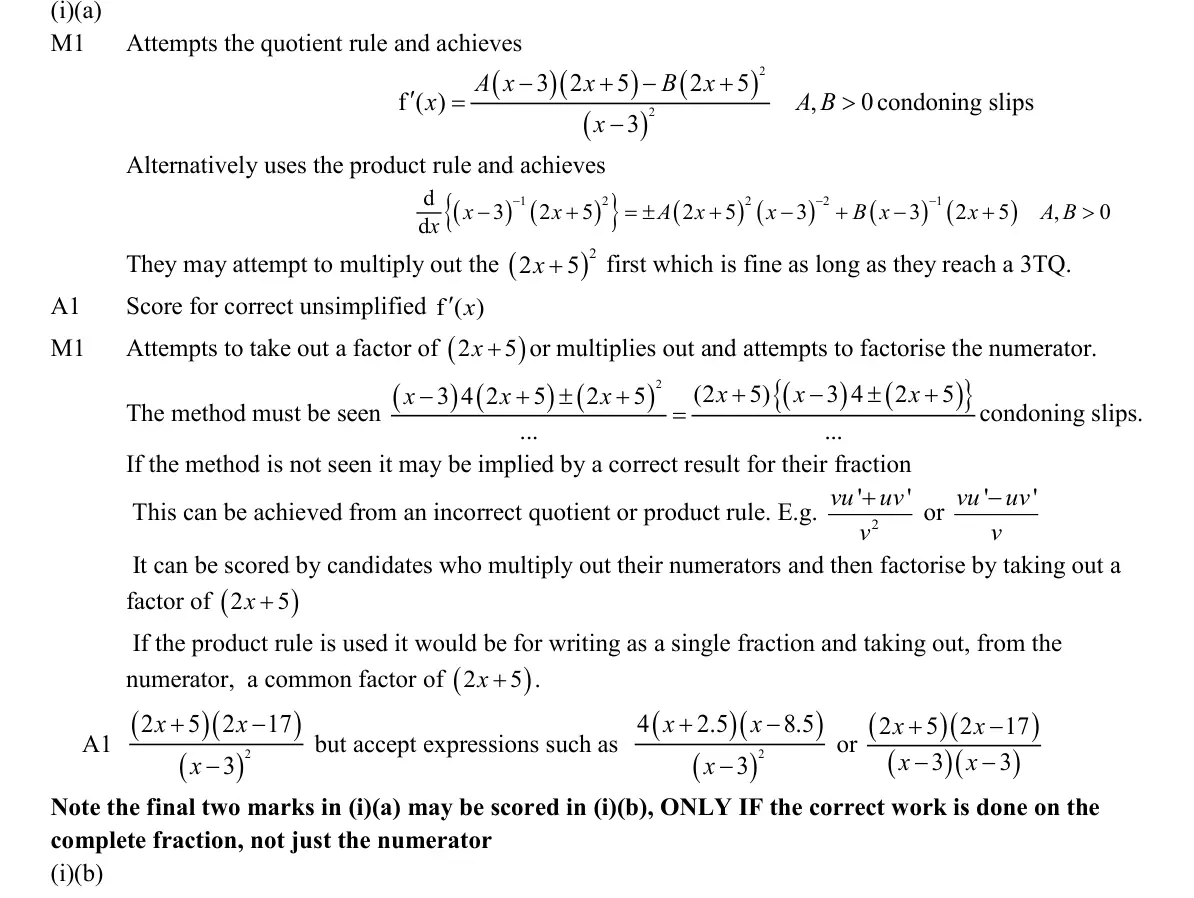 (i)(a)
M1 Attempts the quotient rule and achieves
f′(x) = \frac{A(x−3)(2x+5)−B(2x+5)^2}{(x−3)^2} A, B > 0 condoning slips
Alternatively uses the product rule and achieves
\frac{d}{dx}{(x−3)^{−1}(2x+5)^2} = ±A(2x+5)^2(x−3)^{−2} + B(x−3)^{−1}(2x+5) A, B > 0
They may attempt to multiply out the (2x+5)^2 first which is fine as long as they reach a 3TQ.
A1 Score for correct unsimplified f′(x)
M1 Attempts to take out a factor of (2x+5) or multiplies out and attempts to factorise the numerator.
The method must be seen \frac{(x−3)4(2x+5)±(2x+5)^2}{...} = \frac{(2x+5){(x−3)4±(2x+5)}}{...} condoning slips.
If the method is not seen it may be implied by a correct result for their fraction
This can be achieved from an incorrect quotient or product rule. E.g. \frac{vu'+uv'}{v^2} or \frac{vu'−uv'}{v}
It can be scored by candidates who multiply out their numerators and then factorise by taking out a
factor of (2x+5)
If the product rule is used it would be for writing as a single fraction and taking out, from the
numerator, a common factor of (2x+5).
A1 \frac{(2x+5)(2x−17)}{(x−3)^2} but accept expressions such as \frac{4(x+2.5)(x−8.5)}{(x−3)^2} or \frac{(2x+5)(2x−17)}{(x−3)(x−3)}
Note the final two marks in (i)(a) may be scored in (i)(b), ONLY IF the correct work is done on the
complete fraction, not just the numerator
(i)(b)